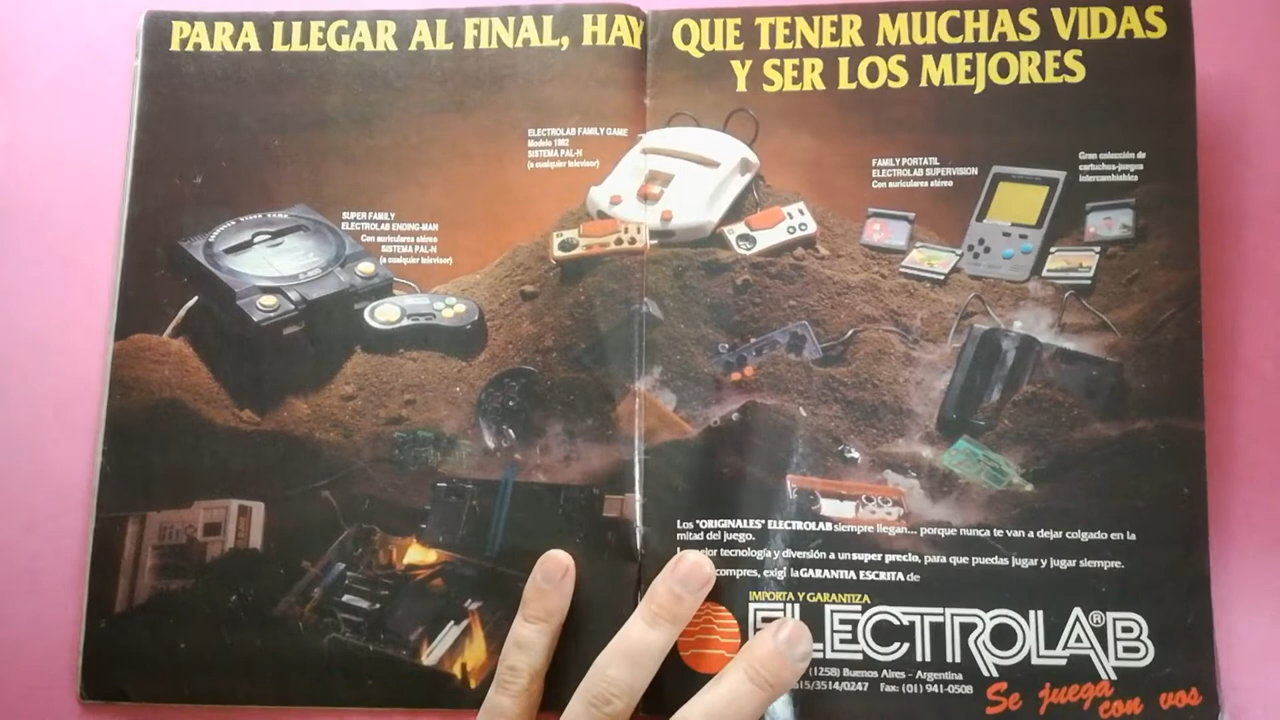 PARA LLEGAR AL FINAL, HAY QUE TENER MUCHAS VIDAS
Y SER LOS MEJORES
ELECTROLAB FAMILY GAME
Modelo 1992
SISTEMA PAL-N
(a cualquier televisor)
FAMILY PORTATIL
ELECTROLAB SUPERVISION
Con auriculares stéreo
Gran colección de
cartuchos-juegos
intercambiables
SUPER FAMILY
ELECTROLAB ENDING-MAN
Con auriculares stéreo
SISTEMA PAL-N
(a cualquier televisor)
Los "ORIGINALES" ELECTROLAB siempre llegan... porque nunca te van a dejar colgado en la
mitad del juego.
tecnología y diversión a un super precio, para que puedas jugar y jugar siempre.
compres, exigí la GARANTIA ESCRITA de
IMPORTA Y GARANTIZA
ELECTROLAB®
(1258) Buenos Aires - Argentina
/3514/0247 Fax: (01) 941-0508
Se juega
con vos